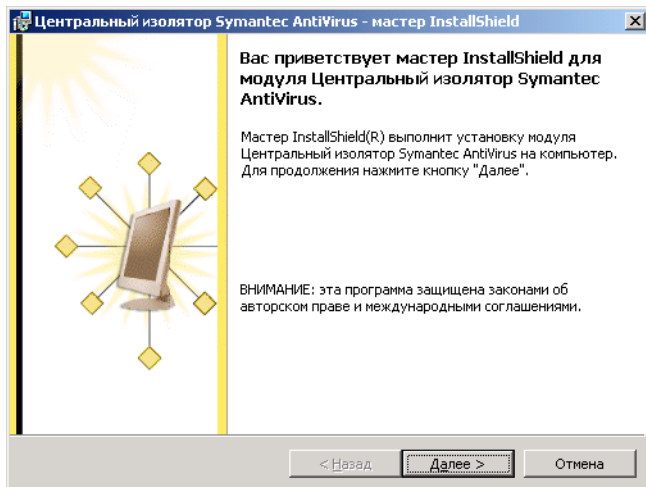 Центральный изолятор Symantec AntiVirus - мастер InstallShield
Вас приветствует мастер InstallShield для
модуля Центральный изолятор Symantec
AntiVirus.
Мастер InstallShield(R) выполнит установку модуля
Центральный изолятор Symantec AntiVirus на компьютер.
Для продолжения нажмите кнопку "Далее".
ВНИМАНИЕ: эта программа защищена законами об
авторском праве и международными соглашениями.
< Назад
Далее >
Отмена